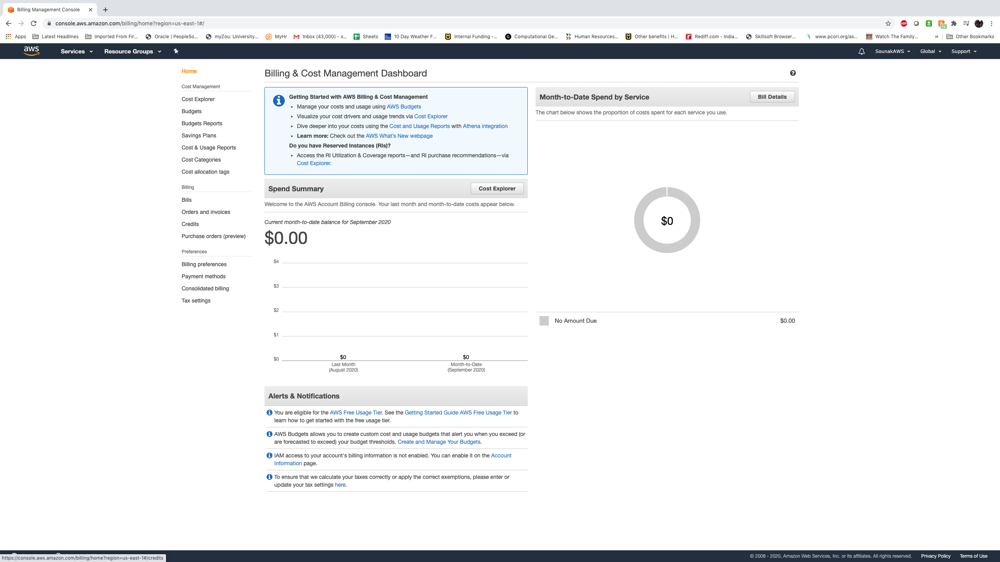 Billing Management Console
console.aws.amazon.com/billing/home?region=us-east-1#/
ABP
13
Apps
Latest Headlines
Imported From Fir...
Oracle | PeopleSo...
myZou: University...
MyHr
Inbox (43,000) - s...
Sheets
10 Day Weather F...
Internal Funding -...
Computational Ge...
Human Resources...
Other benefits | H...
Rediff.com - India...
Skillsoft Browser...
www.pcori.org/as...
Watch The Family...
»
Other Bookmarks
aws
Services
Resource Groups
SounakAWS
Global
Support
Home
Cost Management
Cost Explorer
Budgets
Budgets Reports
Savings Plans
Cost & Usage Reports
Cost Categories
Cost allocation tags
Billing
Bills
Orders and invoices
Credits
Purchase orders (preview)
Preferences
Billing preferences
Payment methods
Consolidated billing
Tax settings
Billing & Cost Management Dashboard
Getting Started with AWS Billing & Cost Management
• Manage your costs and usage using AWS Budgets
• Visualize your cost drivers and usage trends via Cost Explorer
• Dive deeper into your costs using the Cost and Usage Reports with Athena integration
• Learn more: Check out the AWS What's New webpage
Do you have Reserved Instances (RIs)?
• Access the RI Utilization & Coverage reports—and RI purchase recommendations—via
Cost Explorer.
Spend Summary
Cost Explorer
Welcome to the AWS Account Billing console. Your last month and month-to-date costs appear below.
Current month-to-date balance for September 2020
$0.00
$4
$3
$2
$1
$0
$0
$0
Last Month
(August 2020)
Month-to-Date
(September 2020)
Alerts & Notifications
You are eligible for the AWS Free Usage Tier. See the Getting Started Guide AWS Free Usage Tier to
learn how to get started with the free usage tier.
AWS Budgets allows you to create custom cost and usage budgets that alert you when you exceed (or
are forecasted to exceed) your budget thresholds. Create and Manage Your Budgets.
IAM access to your account's billing information is not enabled. You can enable it on the Account
Information page.
To ensure that we calculate your taxes correctly or apply the correct exemptions, please enter or
update your tax settings here.
Month-to-Date Spend by Service
Bill Details
The chart below shows the proportion of costs spent for each service you use.
$0
No Amount Due
$0.00
https://console.aws.amazon.com/billing/home?region=us-east-1#/credits
© 2008 - 2020, Amazon Web Services, Inc. or its affiliates. All rights reserved.
Privacy Policy
Terms of Use